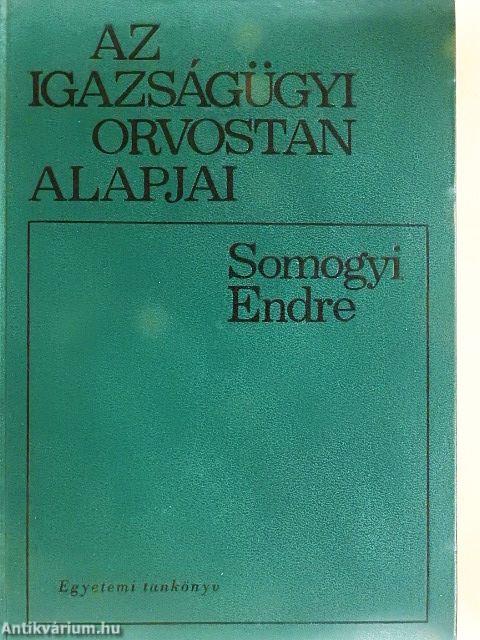 AZ
IGAZSÁGÜGYI
ORVOSTAN
ALAPJAI
Somogyi
Endre
Egyetemi tankönyv
Antikvárium.hu